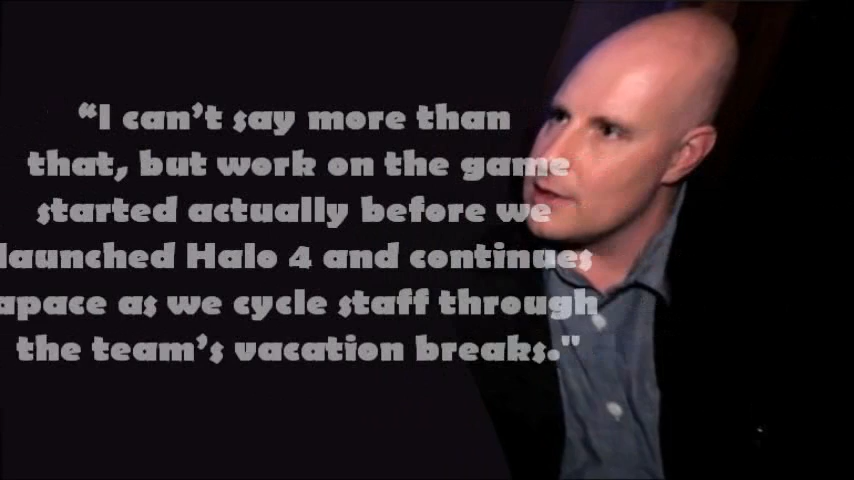 “I can’t say more than
that, but work on the game
started actually before we
launched Halo 4 and continues
apace as we cycle staff through
the team’s vacation breaks."